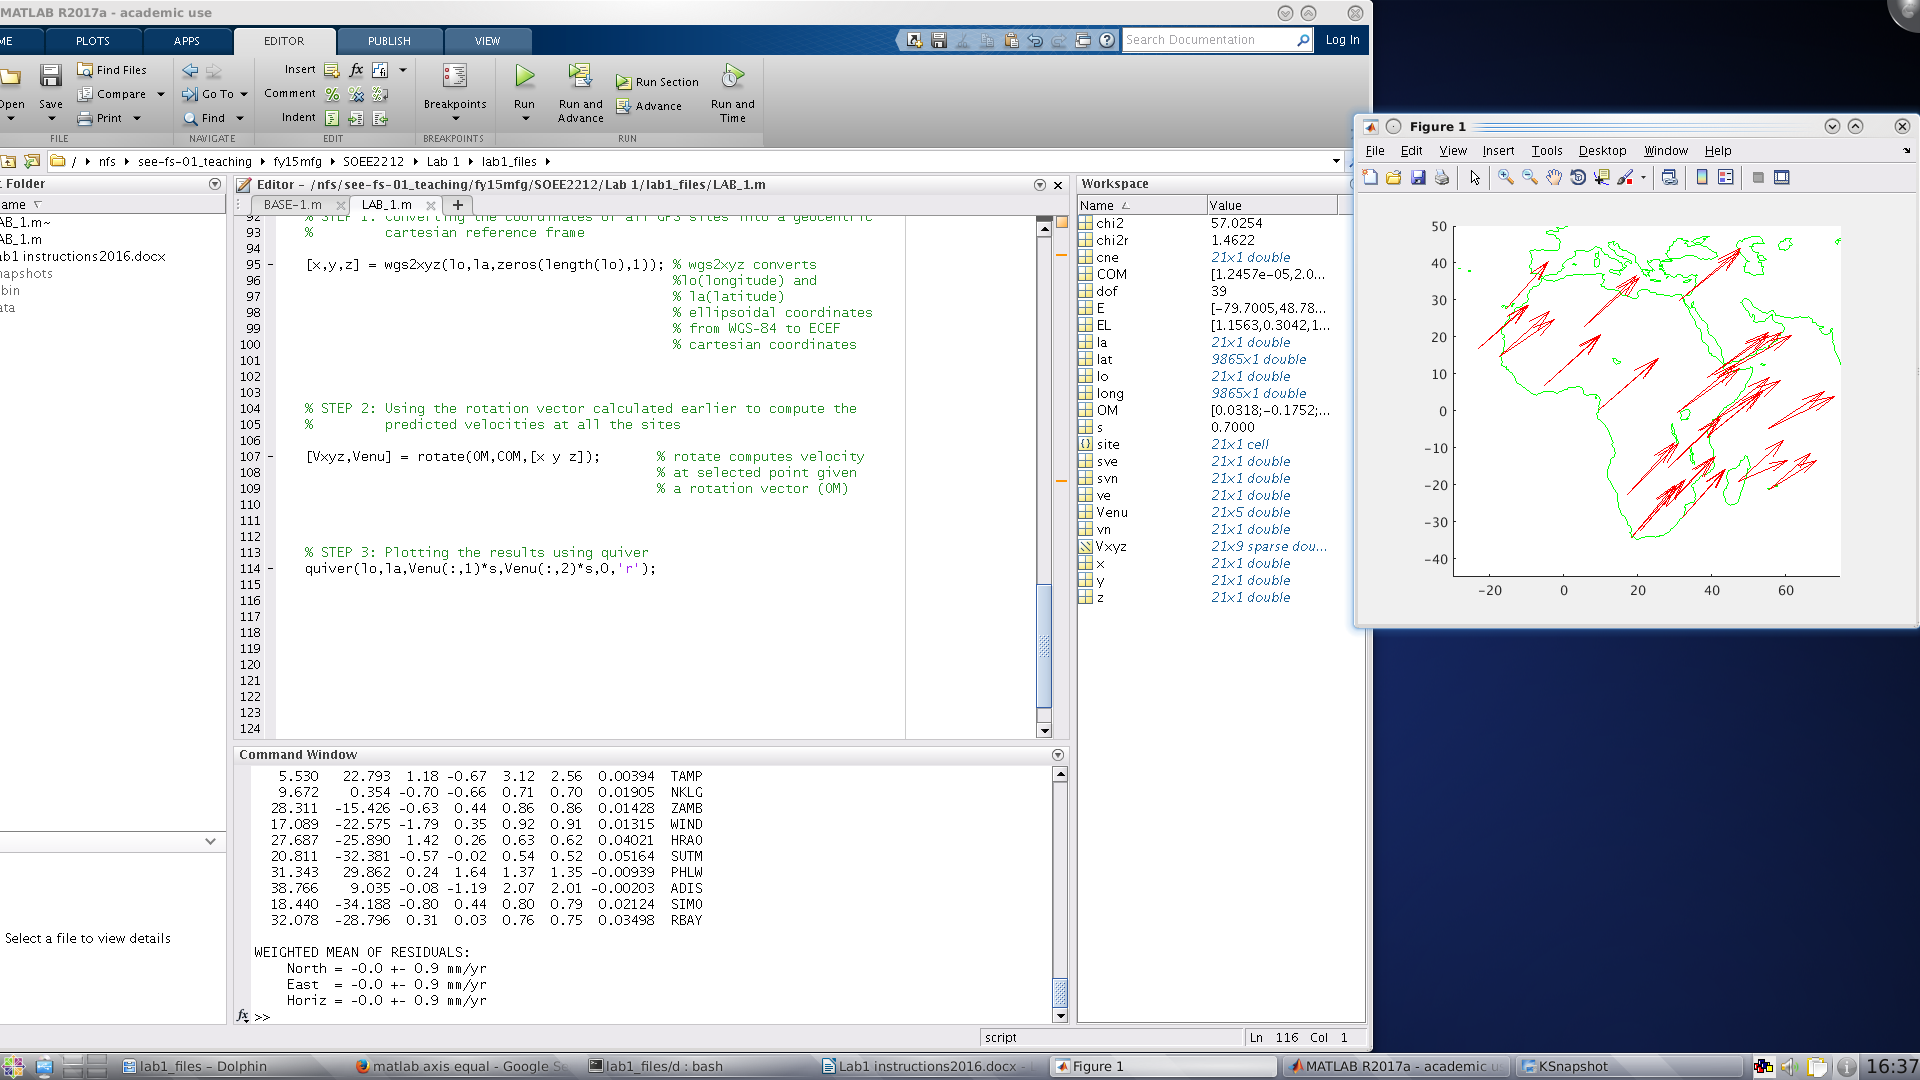 MATLAB R2017a - academic use
ME PLOTS APPS EDITOR PUBLISH VIEW
Search Documentation Log In
Open Save Find Files Compare Print
Go To Find
Insert fx
Comment
Indent
Breakpoints
Run Run and Advance Run Section Advance Run and Time
FILE NAVIGATE EDIT BREAKPOINTS RUN
/ nfs see-fs-01_teaching fy15mfg SOEE2212 Lab 1 lab1_files
t Folder
ame
AB_1.m~
AB_1.m
ab1 instructions2016.docx
napshots
bin
ata
Select a file to view details
Editor - /nfs/see-fs-01_teaching/fy15mfg/SOEE2212/Lab 1/lab1_files/LAB_1.m
BASE-1.m LAB_1.m
92 % STEP 1: Converting the coordinates of all GPS sites into a geocentric
93 % cartesian reference frame
94
95 - [x,y,z] = wgs2xyz(lo,la,zeros(length(lo),1)); % wgs2xyz converts
96 %lo(longitude) and
97 % la(latitude)
98 % ellipsoidal coordinates
99 % from WGS-84 to ECEF
100 % cartesian coordinates
101
102
103
104 % STEP 2: Using the rotation vector calculated earlier to compute the
105 % predicted velocities at all the sites
106
107 - [Vxyz,Venu] = rotate(OM,COM,[x y z]); % rotate computes velocity
108 % at selected point given
109 % a rotation vector (OM)
110
111
112
113 % STEP 3: Plotting the results using quiver
114 - quiver(lo,la,Venu(:,1)*s,Venu(:,2)*s,0,'r');
115
116
117
118
119
120
121
122
123
124
Command Window
5.530 22.793 1.18 -0.67 3.12 2.56 0.00394 TAMP
9.672 0.354 -0.70 -0.66 0.71 0.70 0.01905 NKLG
28.311 -15.426 -0.63 0.44 0.86 0.86 0.01428 ZAMB
17.089 -22.575 -1.79 0.35 0.92 0.91 0.01315 WIND
27.687 -25.890 1.42 0.26 0.63 0.62 0.04021 HRAO
20.811 -32.381 -0.57 -0.02 0.54 0.52 0.05164 SUTM
31.343 29.862 0.24 1.64 1.37 1.35 -0.00939 PHLW
38.766 9.035 -0.08 -1.19 2.07 2.01 -0.00203 ADIS
18.440 -34.188 -0.80 0.44 0.80 0.79 0.02124 SIMO
32.078 -28.796 0.31 0.03 0.76 0.75 0.03498 RBAY
WEIGHTED MEAN OF RESIDUALS:
North = -0.0 +- 0.9 mm/yr
East = -0.0 +- 0.9 mm/yr
Horiz = -0.0 +- 0.9 mm/yr
fx >>
script Ln 116 Col 1
Workspace
Name Value
chi2 57.0254
chi2r 1.4622
cne 21x1 double
COM [1.2457e-05,2.0...
dof 39
E [-79.7005,48.78...
EL [1.1563,0.3042,1...
la 21x1 double
lat 9865x1 double
lo 21x1 double
long 9865x1 double
OM [0.0318;-0.1752;...
s 0.7000
site 21x1 cell
sve 21x1 double
svn 21x1 double
ve 21x1 double
Venu 21x5 double
vn 21x1 double
Vxyz 21x9 sparse dou...
x 21x1 double
y 21x1 double
z 21x1 double
Figure 1
File Edit View Insert Tools Desktop Window Help
50
40
30
20
10
0
-10
-20
-30
-40
-20 0 20 40 60
lab1_files - Dolphin matlab axis equal - Google Se lab1_files/d : bash Lab1 instructions2016.docx - Figure 1 MATLAB R2017a - academic us KSnapshot 16:37